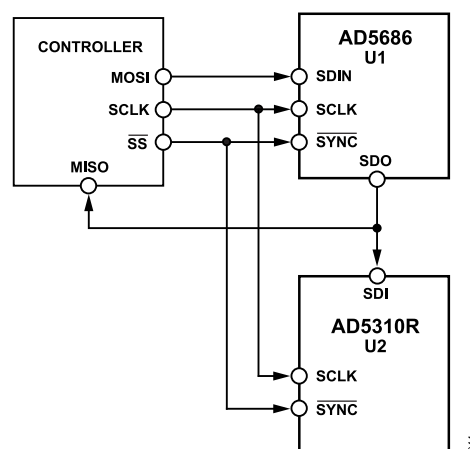 CONTROLLER
MOSI
SCLK
SS
MISO
AD5686
U1
SDIN
SCLK
SYNC
SDO
SDI
AD5310R
U2
SCLK
SYNC